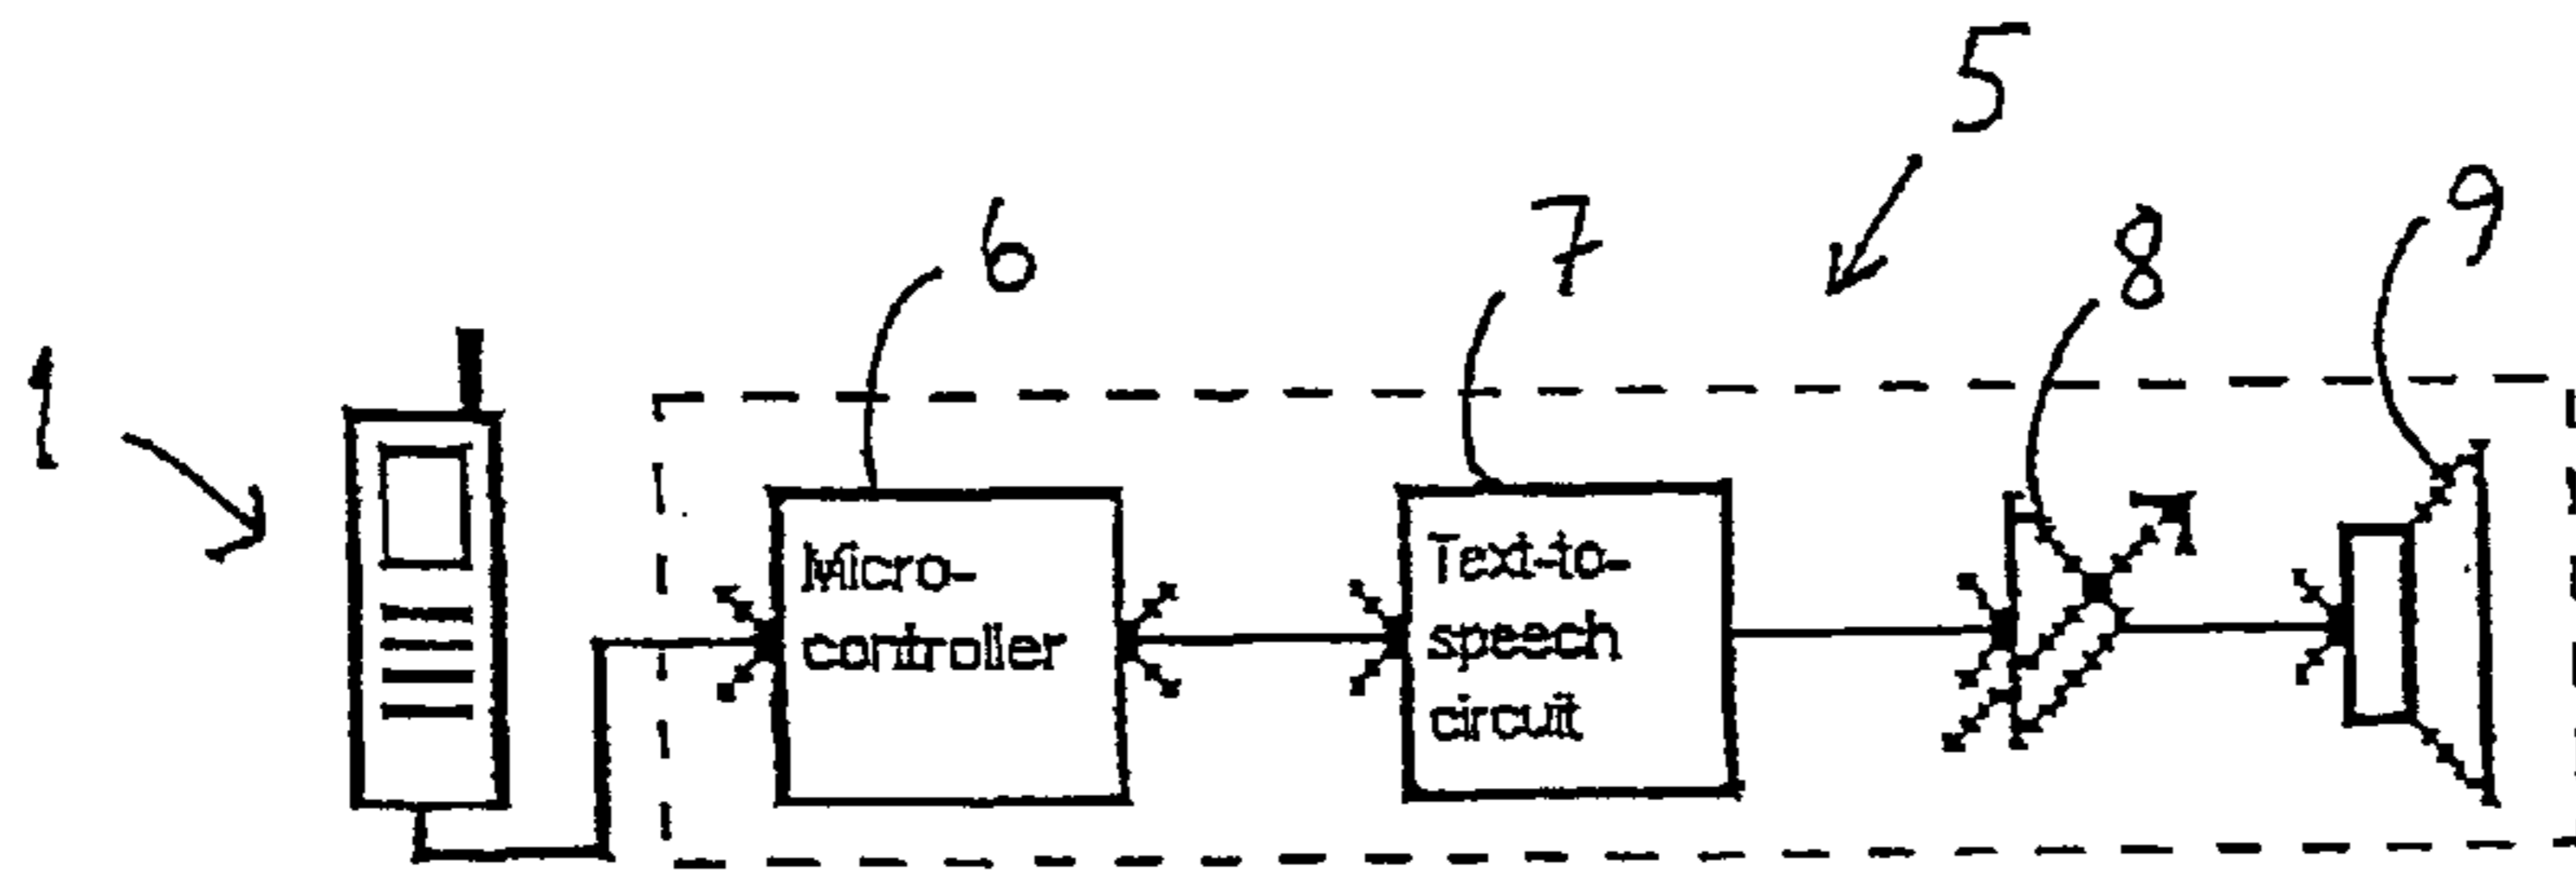 5
9
7
6
8
1
Micro-
controller
Text-to-
speech
circuit